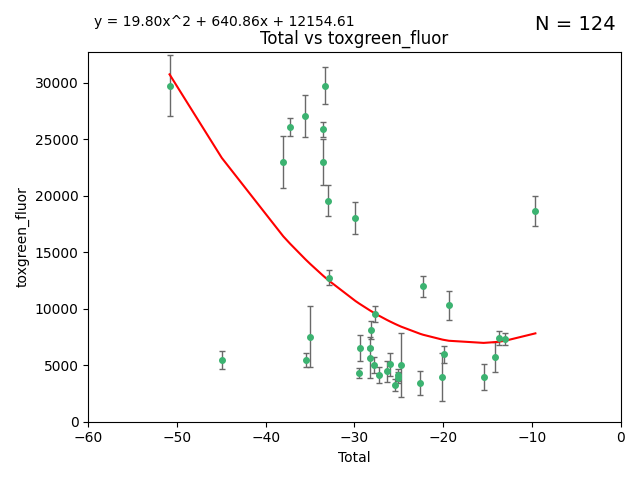 y = 19.80x^2 + 640.86x + 12154.61
N = 124
Total vs toxgreen_fluor
30000
25000
20000
15000
10000
5000
0
toxgreen_fluor
−60 −50 −40 −30 −20 −10 0
Total